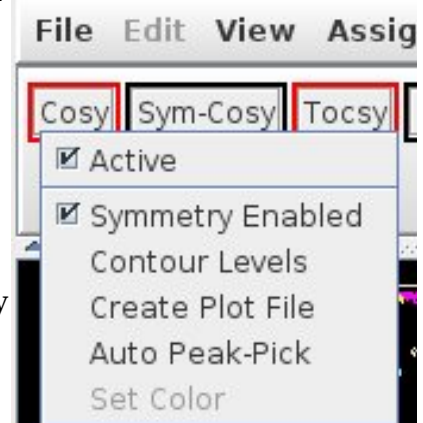 File Edit View
Cosy Sym-Cosy Tocsy
Active
Symmetry Enabled
Contour Levels
Create Plot File
Auto Peak-Pick
Set Color